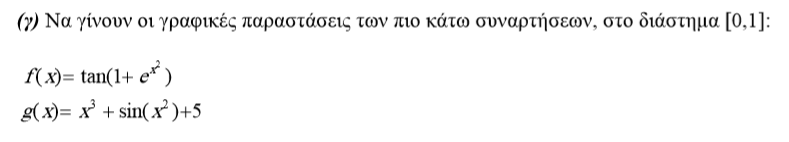 (γ) Να γίνουν οι γραφικές παραστάσεις των πιο κάτω συναρτήσεων, στο διάστημα [0,1]:
f(x)= tan(1+ e^{x^2})
g(x)= x^3 + sin(x^2)+5